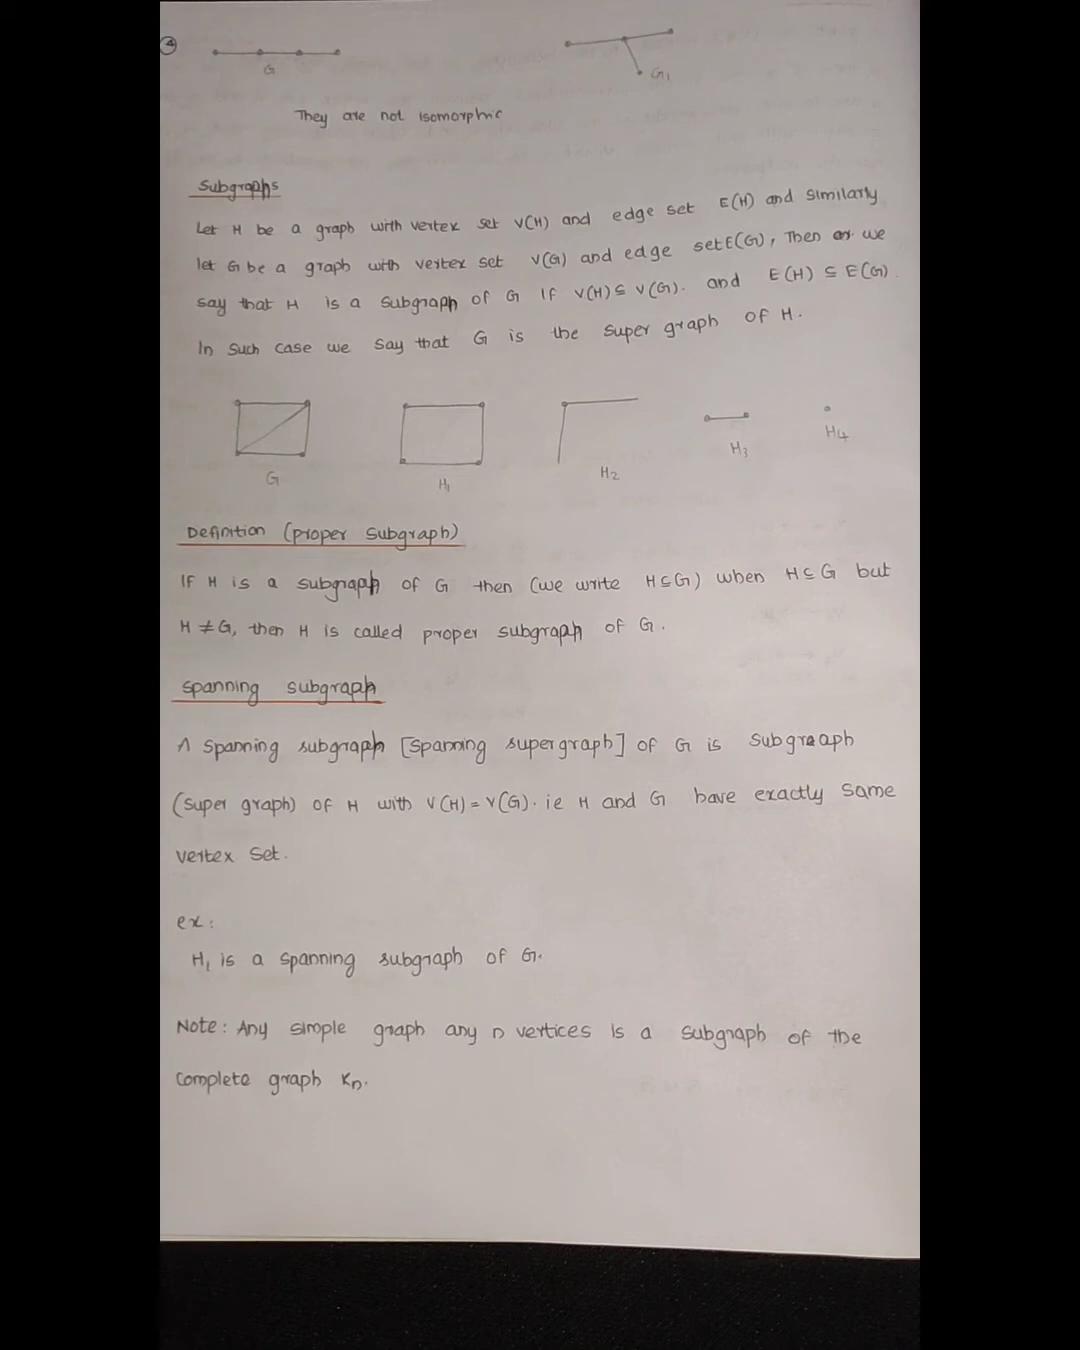 4
G G1
They are not isomorphic
Subgraphs
Let H be a graph with vertex set V(H) and edge set E(H) and similarly
let G be a graph with vertex set V(G) and edge set E(G), Then we
say that H is a subgraph of G If V(H) ⊆ V(G). and E(H) ⊆ E(G).
In such case we say that G is the super graph of H.
G H1 H2 H3 H4
Definition (proper subgraph)
If H is a subgraph of G then (we write H⊆G) when H⊆G but
H≠G, then H is called proper subgraph of G.
Spanning subgraph
A spanning subgraph [spanning supergraph] of G is subgraaph
(super graph) of H with V(H) = V(G). ie H and G have exactly same
vertex set.
ex:
H1 is a spanning subgraph of G.
Note: Any simple graph any n vertices is a subgraph of the
complete graph Kn.